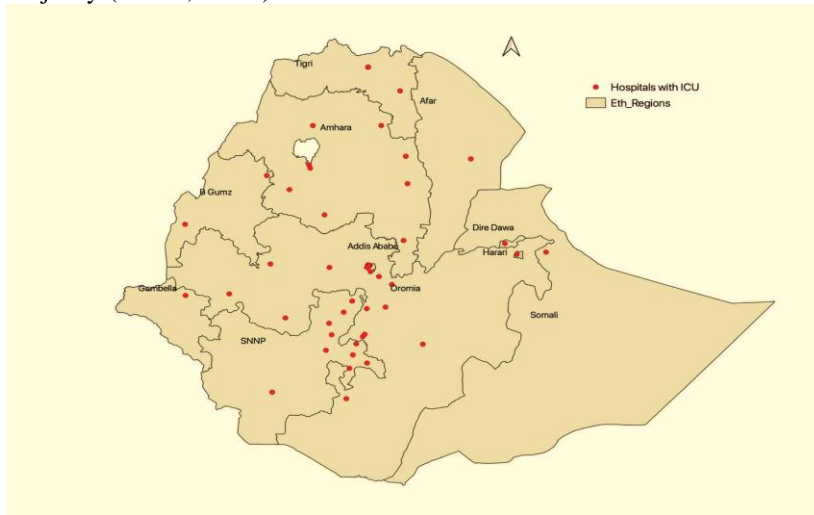 Tigri
Afar
Hospitals with ICU
Eth_Regions
Amhara
B Gumz
Dire Dawa
Addis Ababa
Harari
Gambella
Oromia
Somali
SNNP